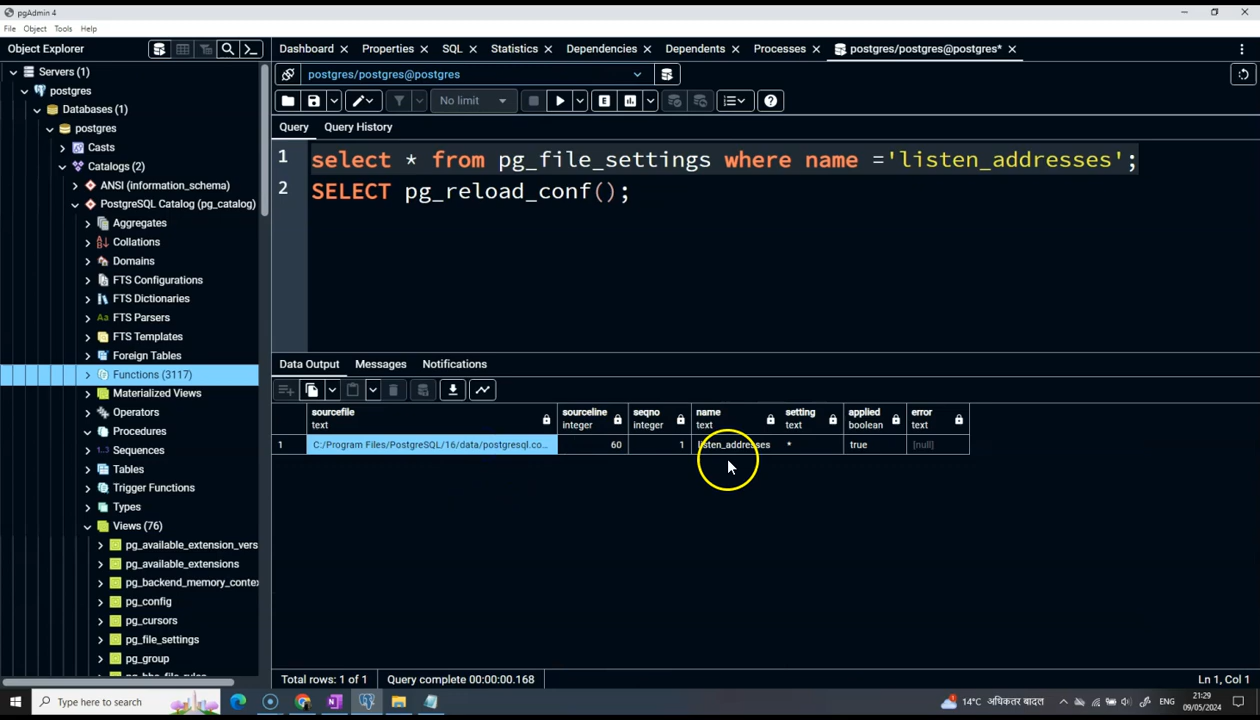 pgAdmin 4
File Object Tools Help
Object Explorer
Dashboard Properties SQL Statistics Dependencies Dependents Processes postgres/postgres@postgres*
Servers (1)
postgres
Databases (1)
postgres
Casts
Catalogs (2)
ANSI (information_schema)
PostgreSQL Catalog (pg_catalog)
Aggregates
Collations
Domains
FTS Configurations
FTS Dictionaries
FTS Parsers
FTS Templates
Foreign Tables
Functions (3117)
Materialized Views
Operators
Procedures
Sequences
Tables
Trigger Functions
Types
Views (76)
pg_available_extension_vers
pg_available_extensions
pg_backend_memory_contex
pg_config
pg_cursors
pg_file_settings
pg_group
postgres/postgres@postgres
No limit
Query Query History
1 select * from pg_file_settings where name ='listen_addresses';
2 SELECT pg_reload_conf();
Data Output Messages Notifications
sourcefile sourceline seqno name setting applied error
text integer integer text text boolean text
1 C:/Program Files/PostgreSQL/16/data/postgresql.co... 60 1 listen_addresses * true [null]
Total rows: 1 of 1 Query complete 00:00:00.168 Ln 1, Col 1
Type here to search
14°C अधिकतर बादल ENG 21:29
09/05/2024